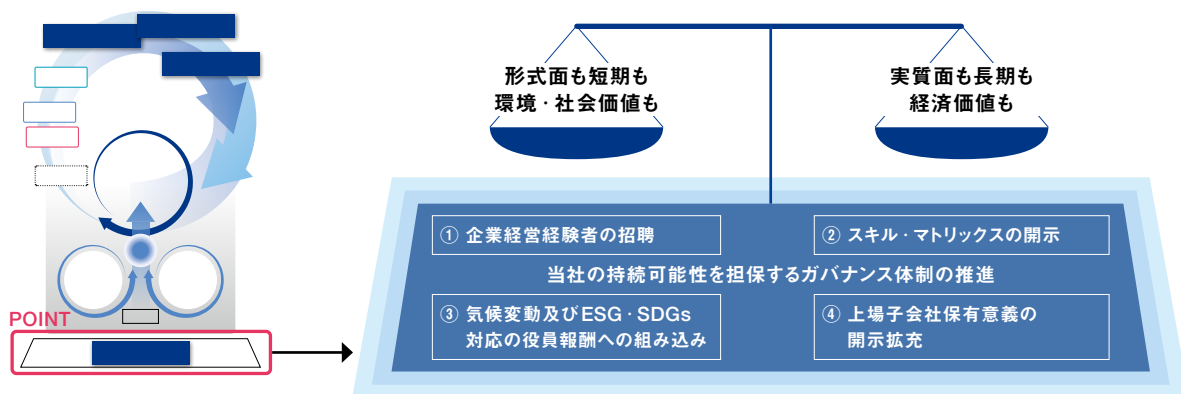 形式面も短期も
環境・社会価値も
実質面も長期も
経済価値も
① 企業経営経験者の招聘
② スキル・マトリックスの開示
当社の持続可能性を担保するガバナンス体制の推進
③ 気候変動及びESG・SDGs
対応の役員報酬への組み込み
④ 上場子会社保有意義の
開示拡充
POINT